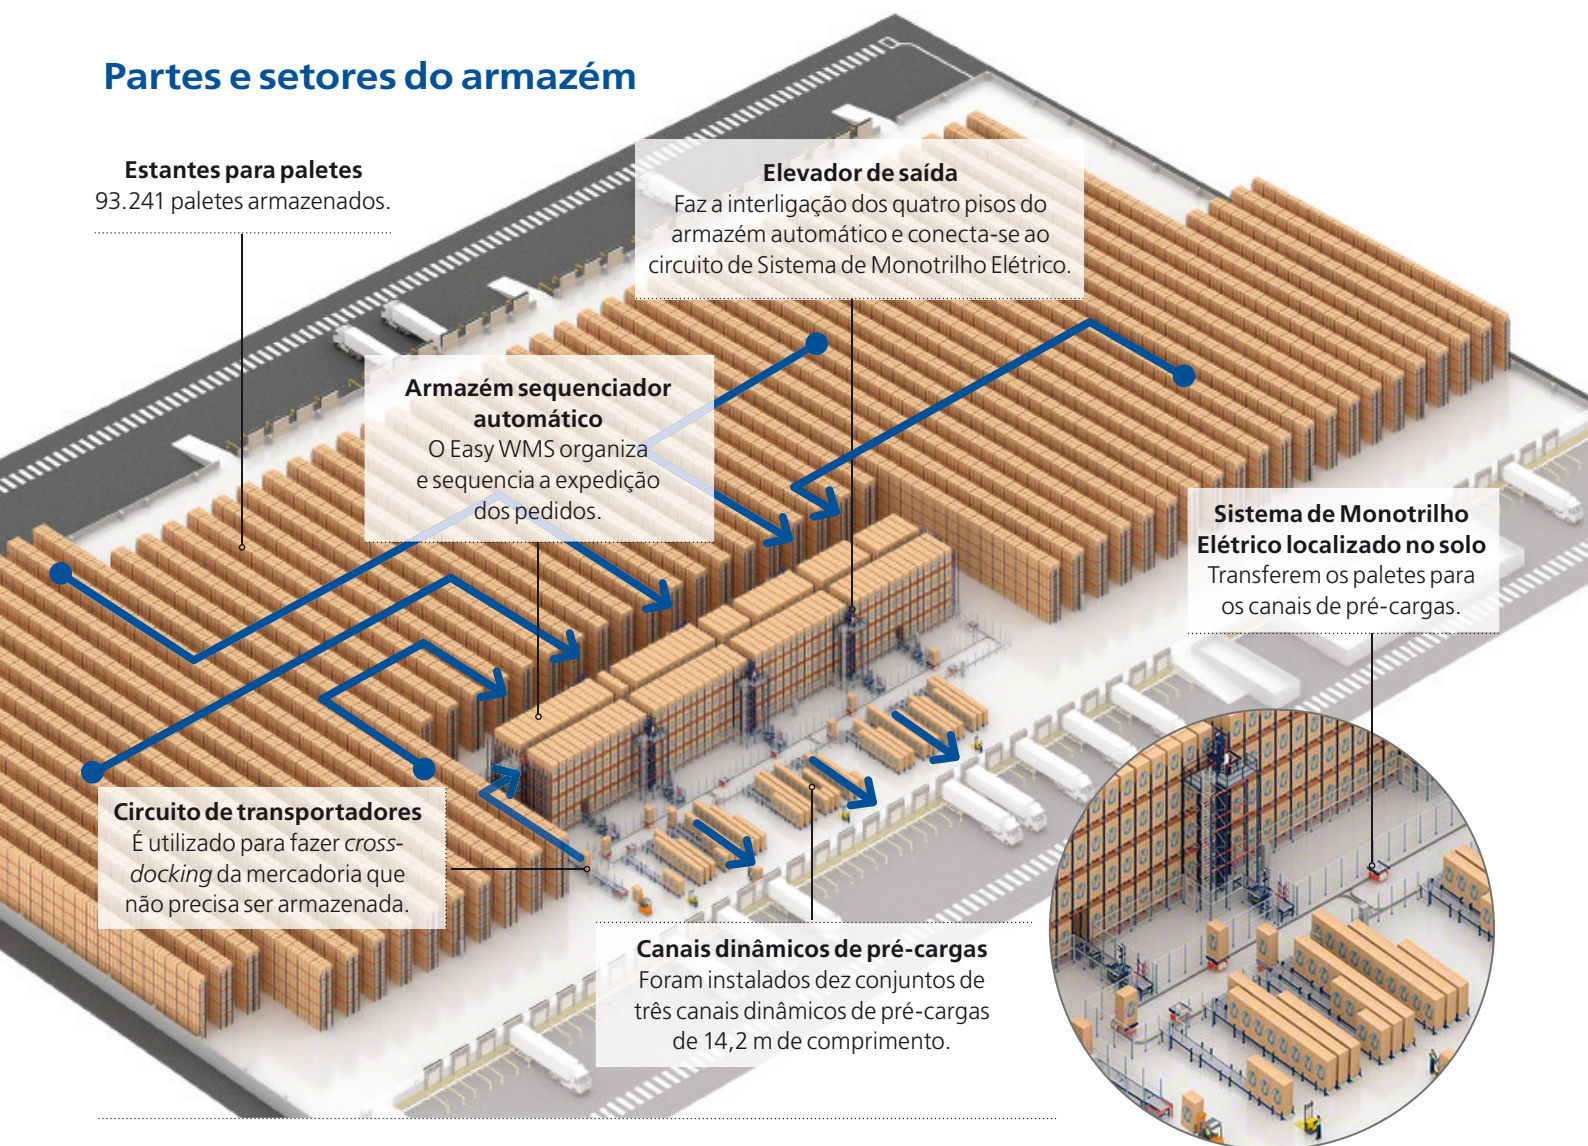 Partes e setores do armazém
Estantes para paletes
93.241 paletes armazenados.
Elevador de saída
Faz a interligação dos quatro pisos do
armazém automático e conecta-se ao
circuito de Sistema de Monotrilho Elétrico.
Armazém sequenciador
automático
O Easy WMS organiza
e sequencia a expedição
dos pedidos.
Sistema de Monotrilho
Elétrico localizado no solo
Transferem os paletes para
os canais de pré-cargas.
Circuito de transportadores
É utilizado para fazer cross-
docking da mercadoria que
não precisa ser armazenada.
Canais dinâmicos de pré-cargas
Foram instalados dez conjuntos de
três canais dinâmicos de pré-cargas
de 14,2 m de comprimento.